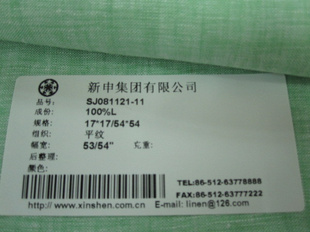 新申集团有限公司
品号: SJ081121-11
成份: 100%L
规格: 17*17/54*54
组织: 平纹
幅宽: 53/54" 克重:
后整理:
颜色:
TEL:86-512-63778888
FAX:86-512-63777222
http://www.xinshen.com.cn E-mail: linen@126.com